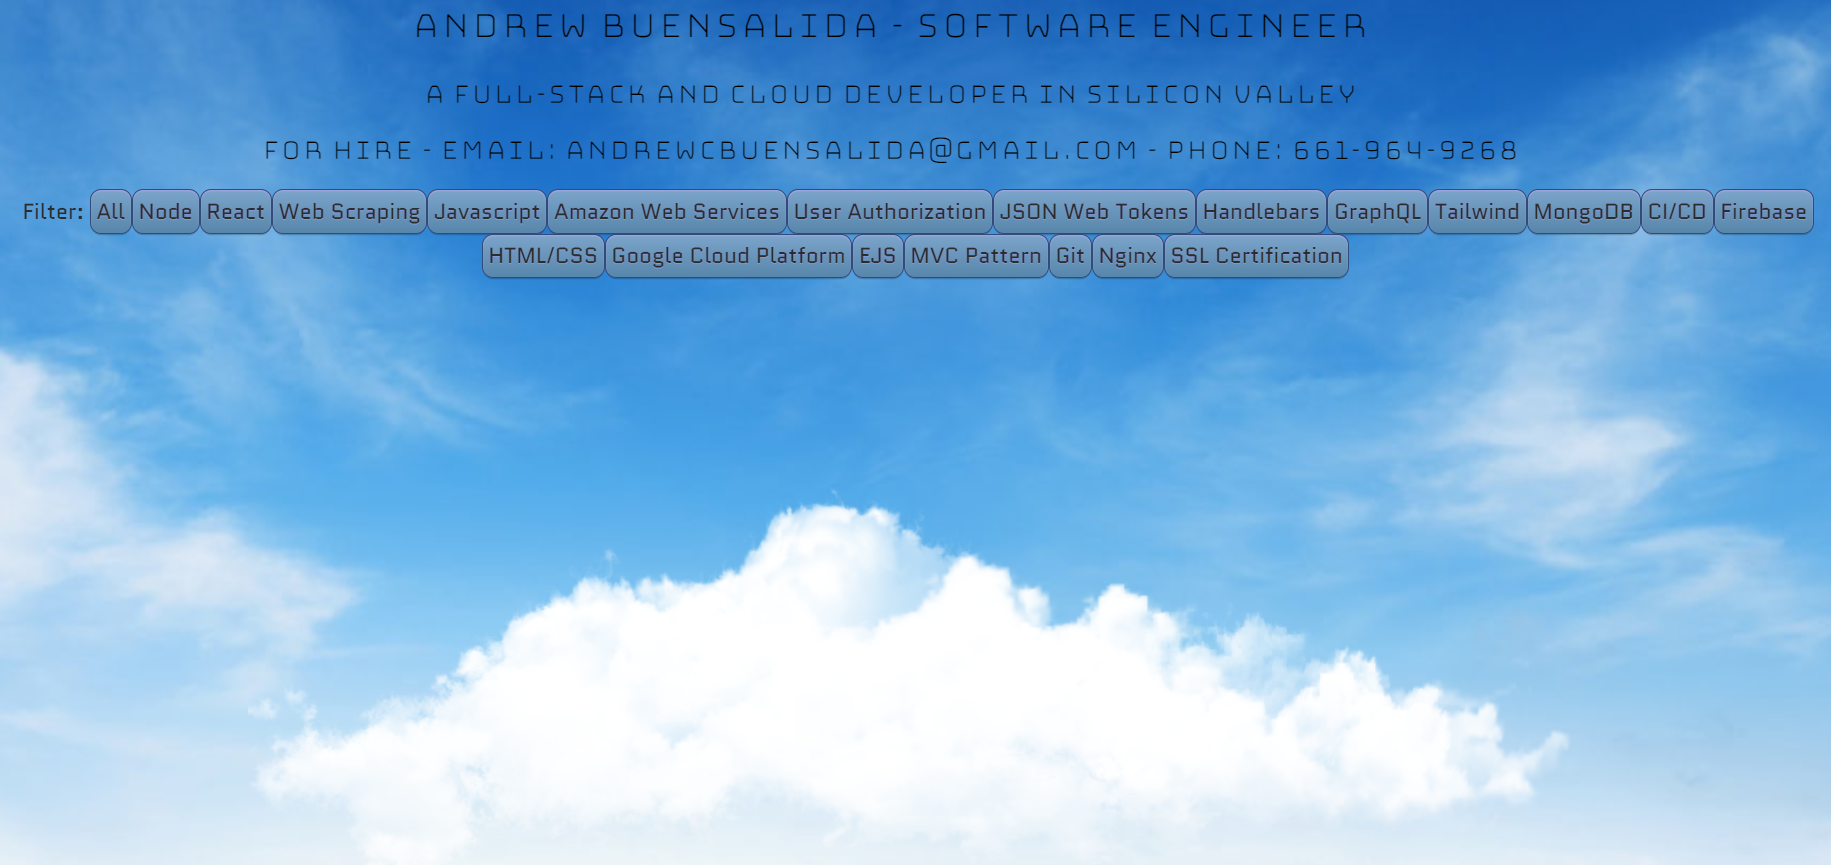 ANDREW BUENSALIDA - SOFTWARE ENGINEER
A FULL-STACK AND CLOUD DEVELOPER IN SILICON VALLEY
FOR HIRE - EMAIL: ANDREWCBUENSALIDA@GMAIL.COM - PHONE: 661-964-9268
Filter: All Node React Web Scraping Javascript Amazon Web Services User Authorization JSON Web Tokens Handlebars GraphQL Tailwind MongoDB CI/CD Firebase
HTML/CSS Google Cloud Platform EJS MVC Pattern Git Nginx SSL Certification